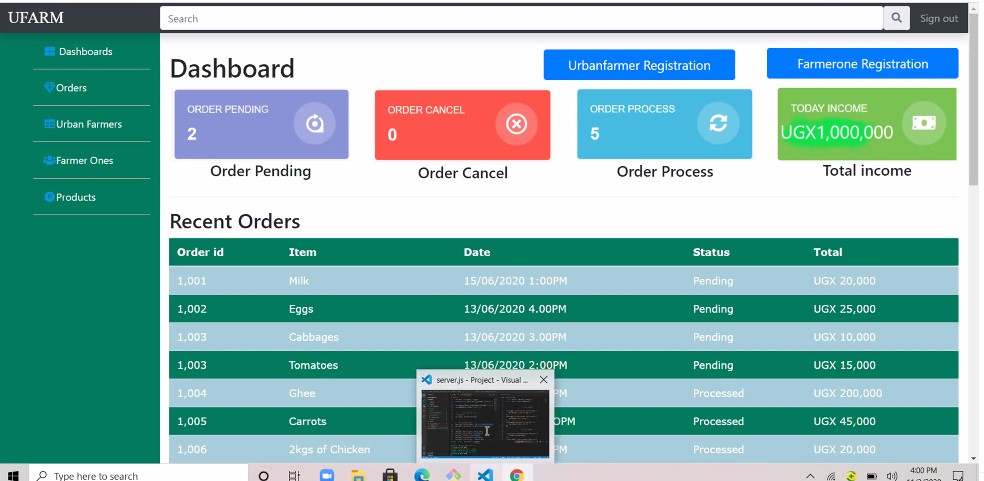 UFARM
Search
Sign out
Dashboards
Orders
Urban Farmers
Farmer Ones
Products
Dashboard
Urbanfarmer Registration
Farmerone Registration
ORDER PENDING
2
Order Pending
ORDER CANCEL
0
Order Cancel
ORDER PROCESS
5
Order Process
TODAY INCOME
UGX1,000,000
Total income
Recent Orders
Order id Item Date Status Total
1,001 Milk 15/06/2020 1:00PM Pending UGX 20,000
1,002 Eggs 13/06/2020 4.00PM Pending UGX 25,000
1,003 Cabbages 13/06/2020 3.00PM Pending UGX 10,000
1,003 Tomatoes 13/06/2020 2:00PM Pending UGX 15,000
1,004 Ghee PM Processed UGX 200,000
1,005 Carrots 0PM Processed UGX 45,000
1,006 2kgs of Chicken PM Processed UGX 20,000
server.js - Project - Visual ...
Type here to search
4:00 PM